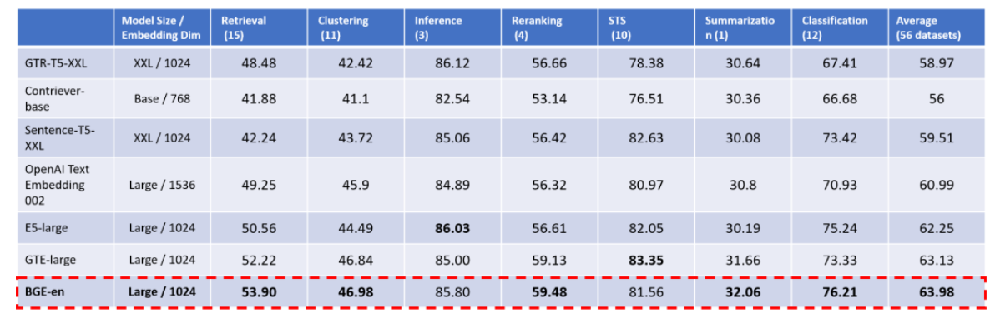 Model Size / Embedding Dim Retrieval (15) Clustering (11) Inference (3) Reranking (4) STS (10) Summarizatio n (1) Classification (12) Average (56 datasets)
GTR-T5-XXL XXL / 1024 48.48 42.42 86.12 56.66 78.38 30.64 67.41 58.97
Contriever-base Base / 768 41.88 41.1 82.54 53.14 76.51 30.36 66.68 56
Sentence-T5-XXL XXL / 1024 42.24 43.72 85.06 56.42 82.63 30.08 73.42 59.51
OpenAI Text Embedding 002 Large / 1536 49.25 45.9 84.89 56.32 80.97 30.8 70.93 60.99
E5-large Large / 1024 50.56 44.49 86.03 56.61 82.05 30.19 75.24 62.25
GTE-large Large / 1024 52.22 46.84 85.00 59.13 83.35 31.66 73.33 63.13
BGE-en Large / 1024 53.90 46.98 85.80 59.48 81.56 32.06 76.21 63.98